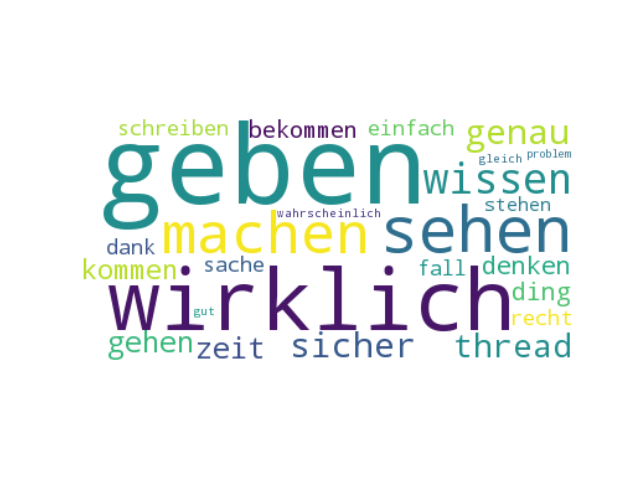 schreiben bekommen einfach genau
geben gleich problem
wissen
wahrscheinlich stehen
machen sehen
dank
kommen sache fall denken
wirklich ding
gut recht
gehen zeit sicher thread